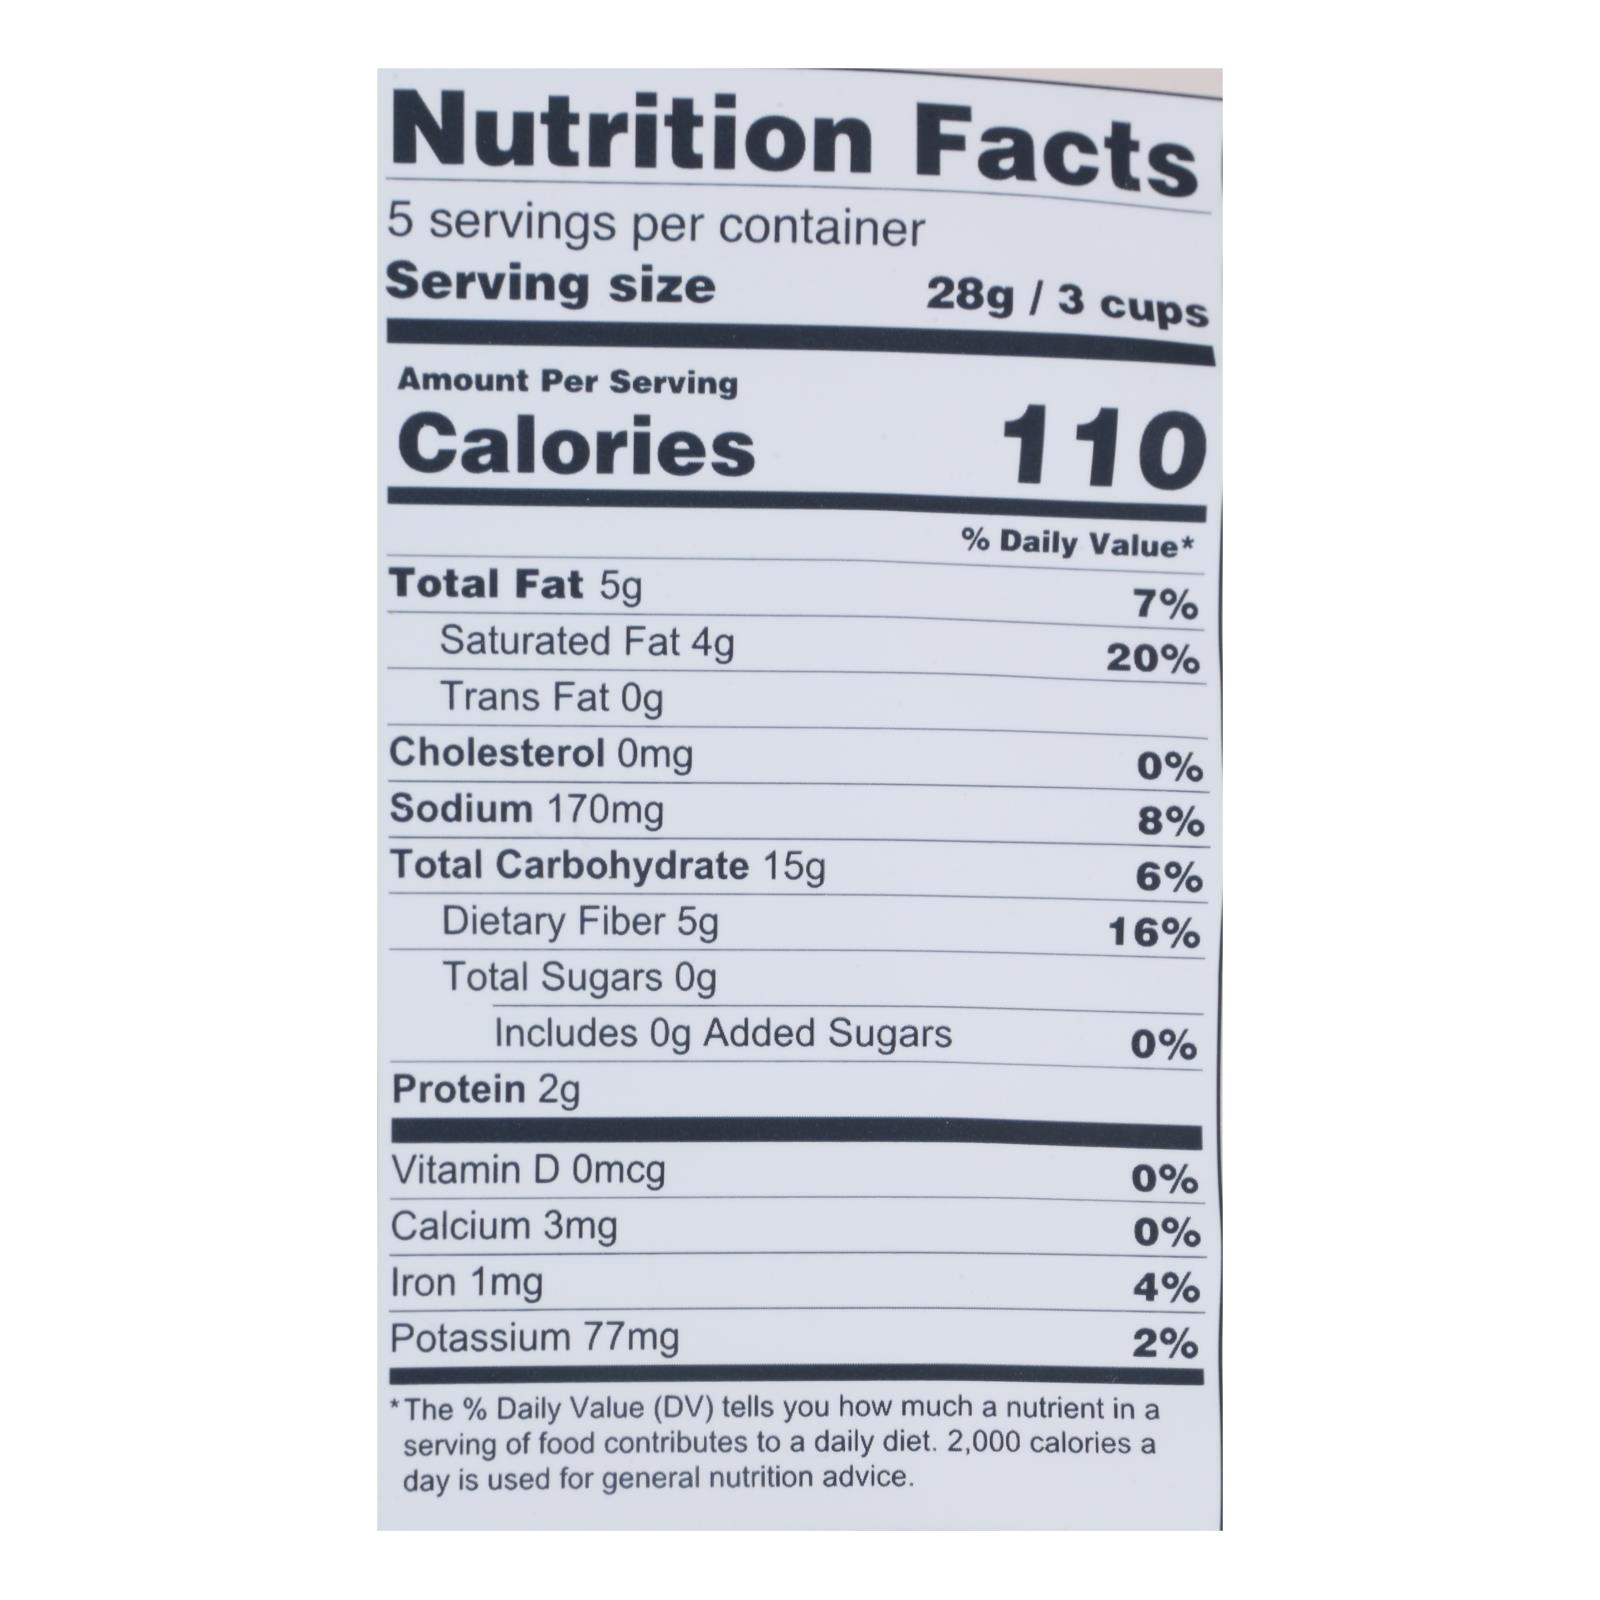 Nutrition Facts
5 servings per container
Serving size 28g / 3 cups
Amount Per Serving
Calories 110
% Daily Value*
Total Fat 5g 7%
Saturated Fat 4g 20%
Trans Fat 0g
Cholesterol 0mg 0%
Sodium 170mg 8%
Total Carbohydrate 15g 6%
Dietary Fiber 5g 16%
Total Sugars 0g
Includes 0g Added Sugars 0%
Protein 2g
Vitamin D 0mcg 0%
Calcium 3mg 0%
Iron 1mg 4%
Potassium 77mg 2%
*The % Daily Value (DV) tells you how much a nutrient in a
serving of food contributes to a daily diet. 2,000 calories a
day is used for general nutrition advice.